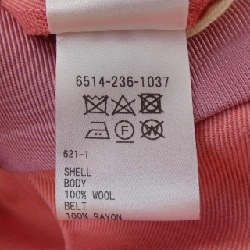 6514-236-1037
621-1
SHELL
BODY
100% WOOL
BELT
100% RAYON